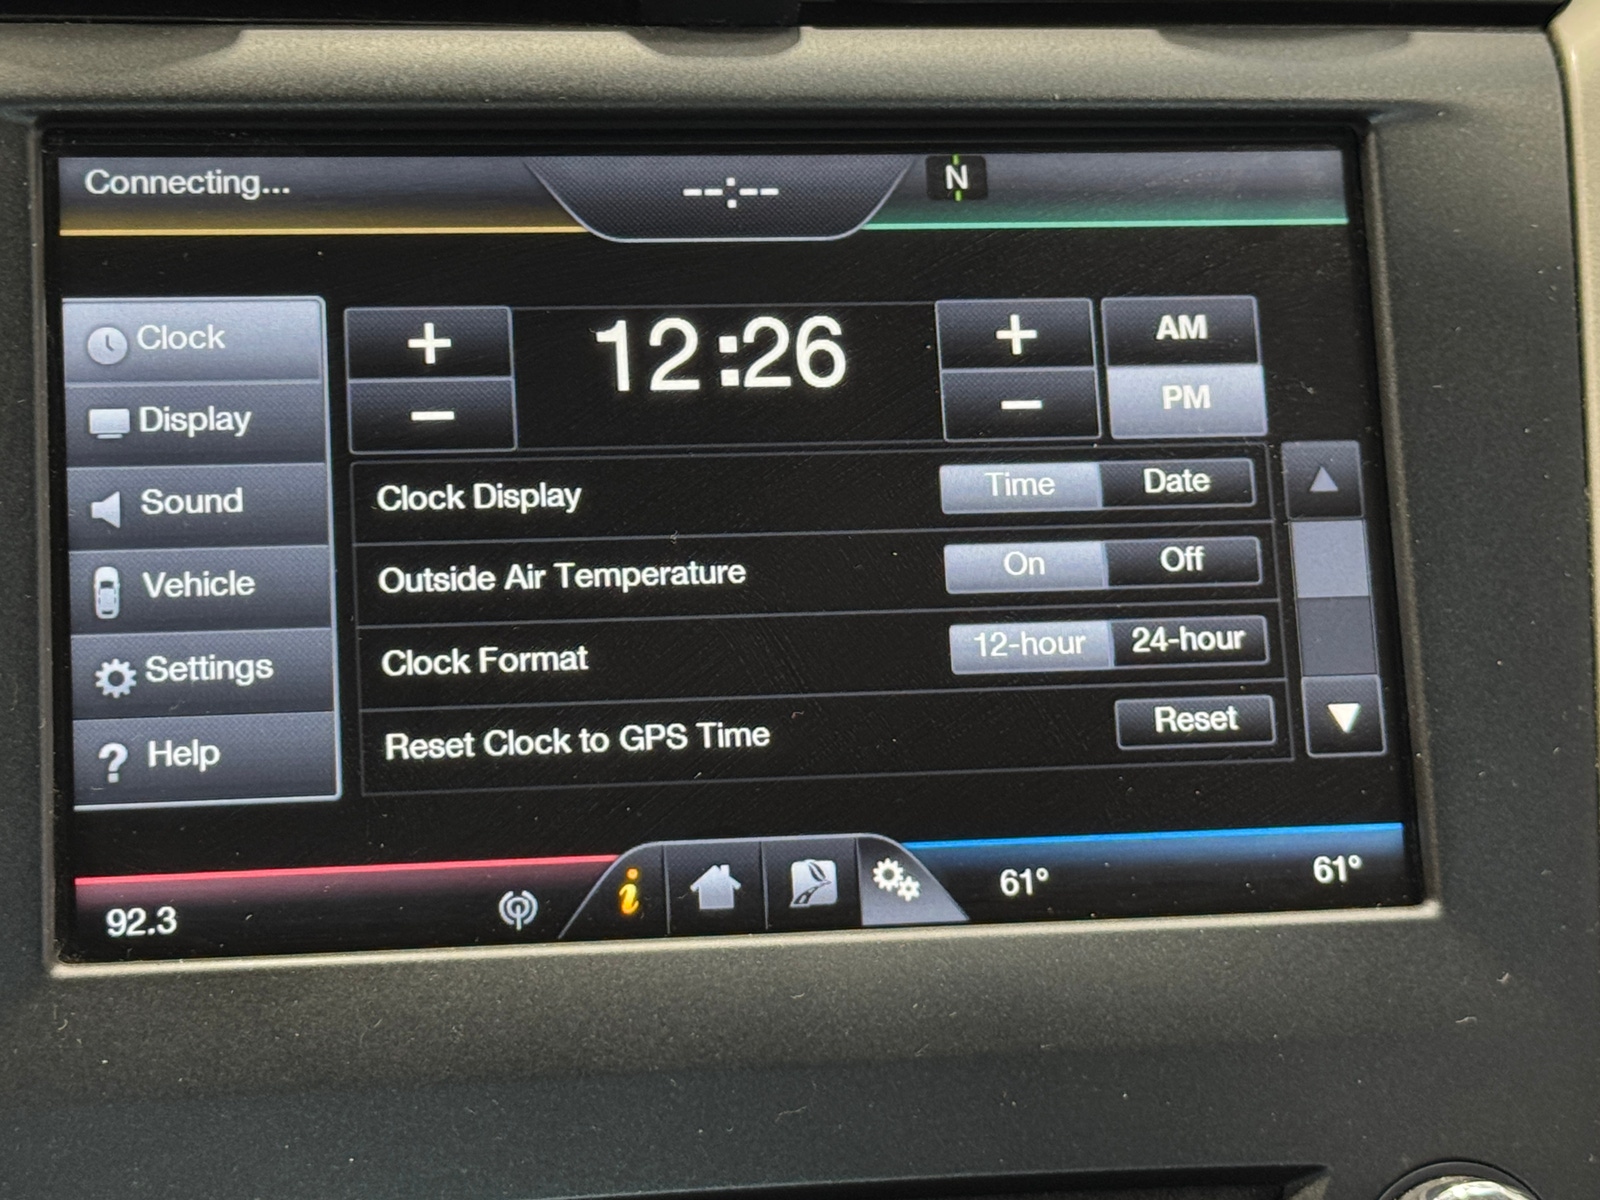 Connecting...
--:--
N
Clock
+
12:26
+
AM
-
-
PM
Display
Clock Display
Time
Date
Sound
Outside Air Temperature
On
Off
Vehicle
Clock Format
12-hour
24-hour
Settings
Reset Clock to GPS Time
Reset
? Help
92.3
i
61°
61°